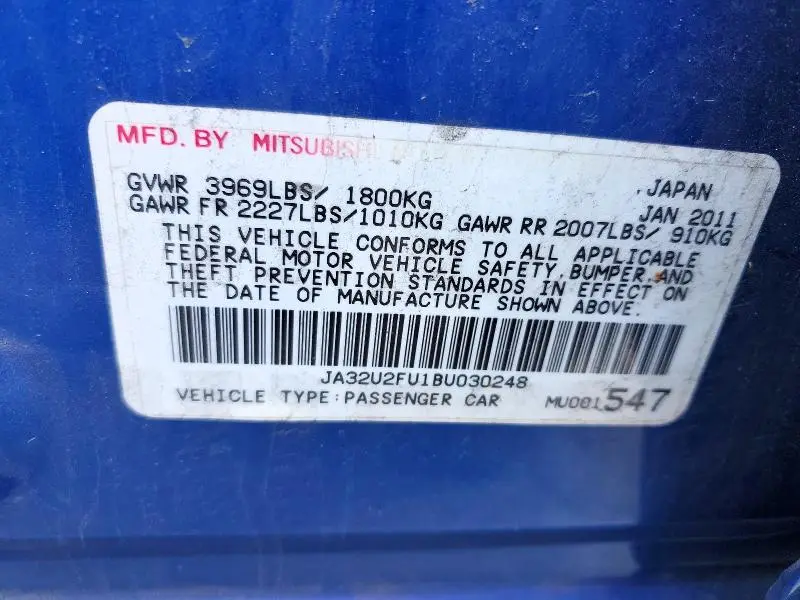 MFD. BY MITSUBISHI
GVWR 3969LBS/ 1800KG JAPAN
GAWR FR 2227LBS/1010KG GAWR RR 2007LBS/ 910KG JAN 2011
THIS VEHICLE CONFORMS TO ALL APPLICABLE
FEDERAL MOTOR VEHICLE SAFETY, BUMPER AND
THEFT PREVENTION STANDARDS IN EFFECT ON
THE DATE OF MANUFACTURE SHOWN ABOVE.
JA32U2FU1BU030248
VEHICLE TYPE:PASSENGER CAR MU001547